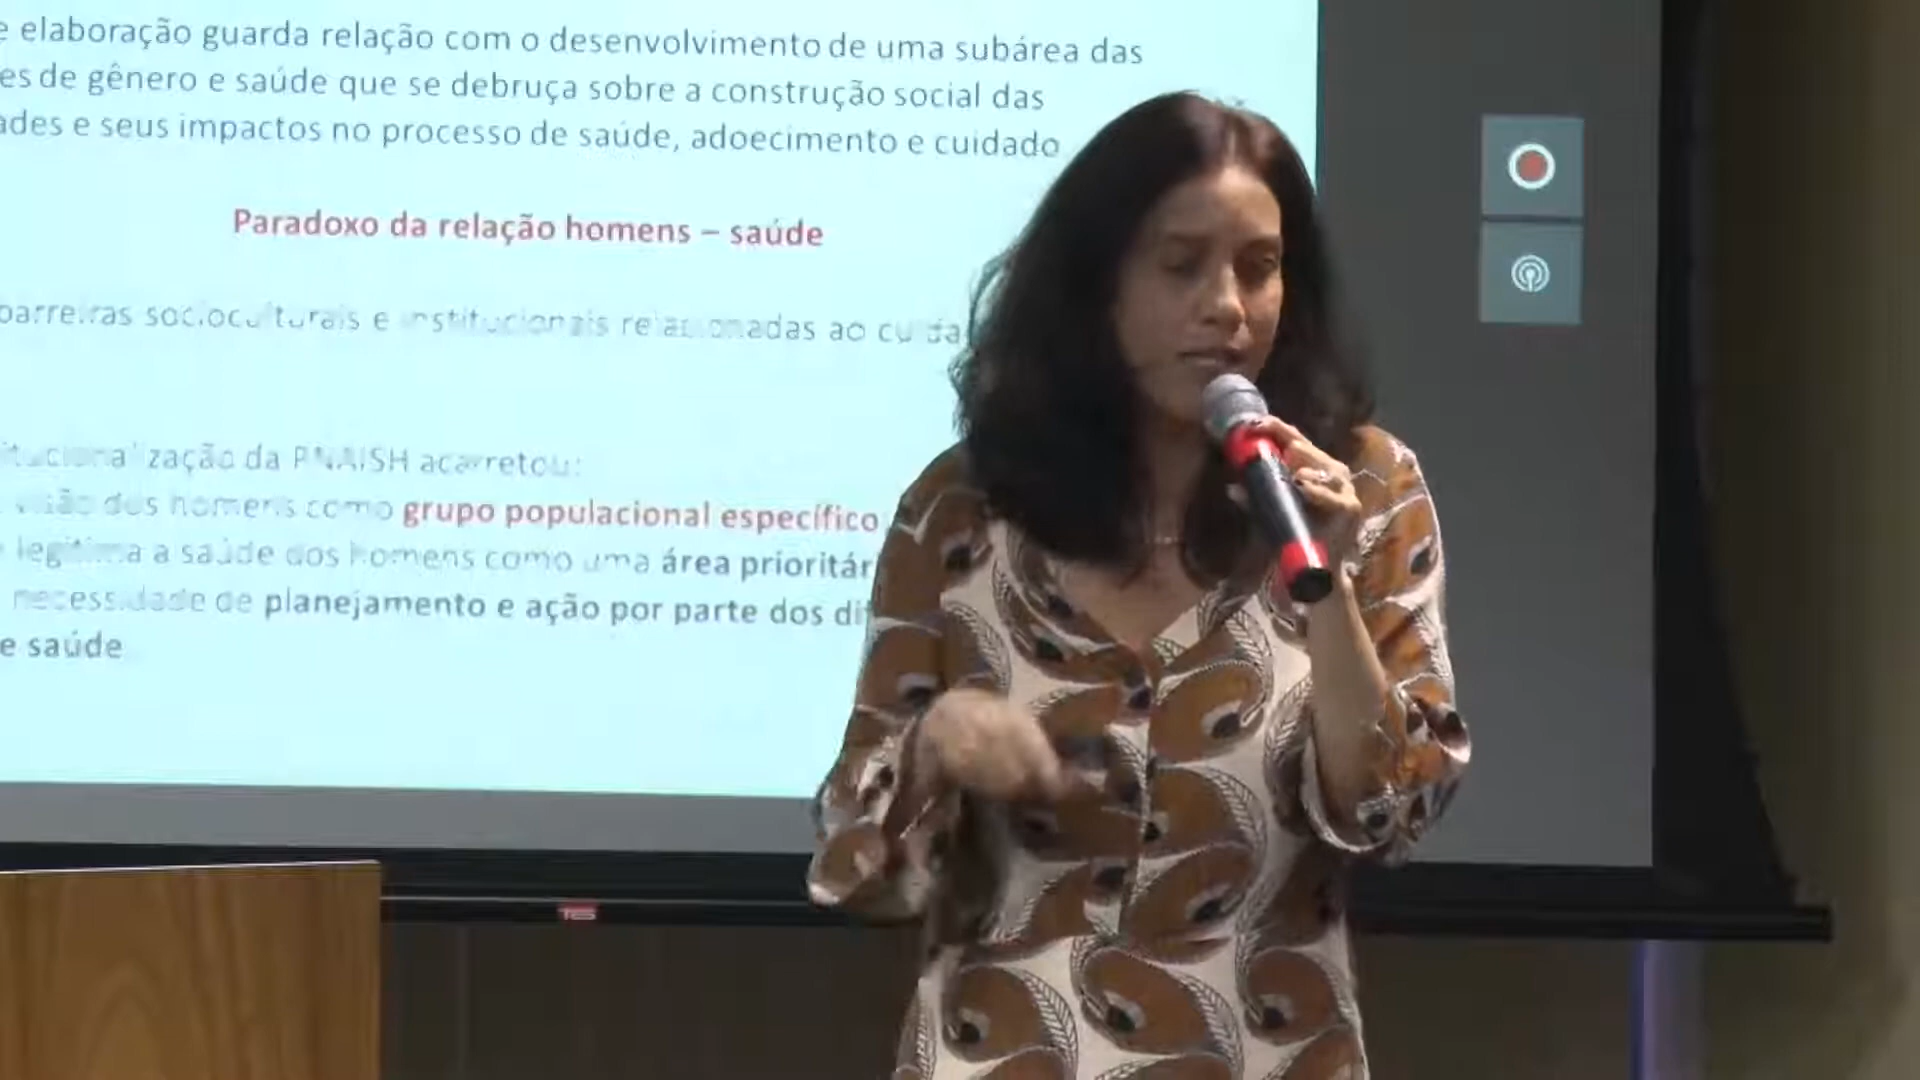 e elaboração guarda relação com o desenvolvimento de uma subárea das
es de gênero e saúde que se debruça sobre a construção social das
ades e seus impactos no processo de saúde, adoecimento e cuidado
Paradoxo da relação homens – saúde
barreiras socioculturais e institucionais relacionadas ao cuida
itucionalização da PNAISH acarretou:
visão dos homens como grupo populacional específico
legitima a saúde dos homens como uma área prioritár
necessidade de planejamento e ação por parte dos dif
e saúde